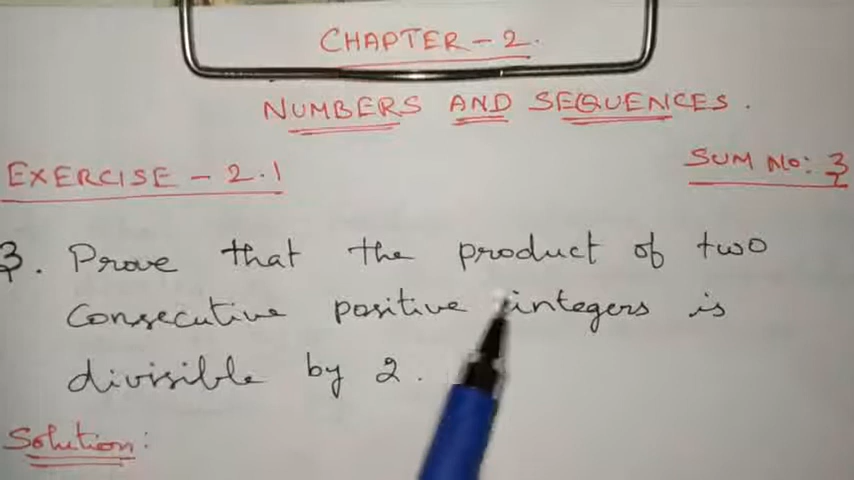 CHAPTER - 2.
NUMBERS AND SEQUENCES.
EXERCISE - 2.1
SUM NO: 3
3. Prove that the product of two
Consecutive positive integers is
divisible by 2.
Solution: